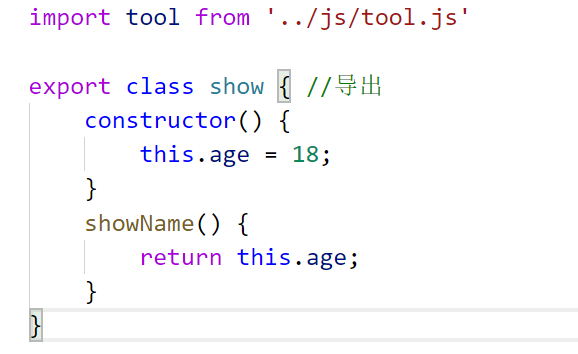 import tool from '../js/tool.js'
export class show { //导出
constructor() {
this.age = 18;
}
showName() {
return this.age;
}
}